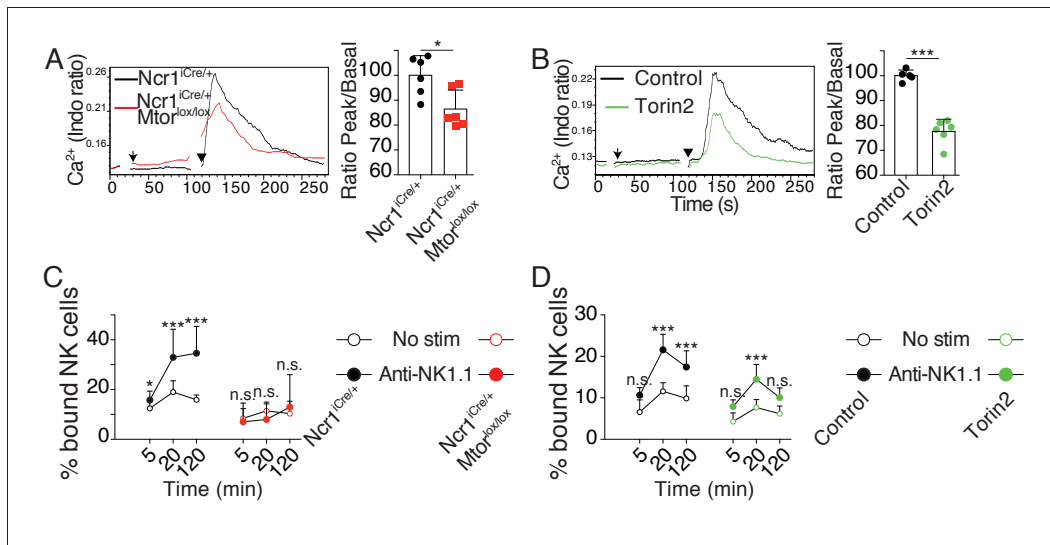 A
Ca2+ (Indo ratio)
0.26
0.21
0.16
0 50 100 150 200 250
Ncr1iCre/+
Ncr1iCre/+
Mtorlox/lox
Ratio Peak/Basal
100
90
80
70
60
*
Ncr1iCre/+
Ncr1iCre/+
Mtorlox/lox
B
Ca2+ (Indo ratio)
0.22
0.19
0.16
0.13
0 50 100 150 200 250
Time (s)
Control
Torin2
Ratio Peak/Basal
100
90
80
70
60
***
Control
Torin2
C
% bound NK cells
40
20
0
* *** ***
n.s. n.s. n.s.
5 20 120 5 20 120
Time (min)
No stim
Anti-NK1.1
Ncr1iCre/+
Ncr1iCre/+
Mtorlox/lox
D
% bound NK cells
30
20
10
0
n.s. *** ***
n.s. *** n.s.
5 20 120 5 20 120
Time (min)
No stim
Anti-NK1.1
Control
Torin2